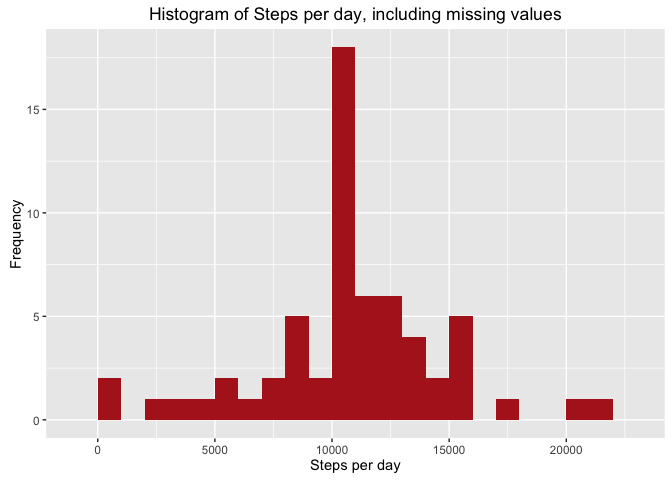 Histogram of Steps per day, including missing values
Frequency
15
10
5
0
0 5000 10000 15000 20000
Steps per day